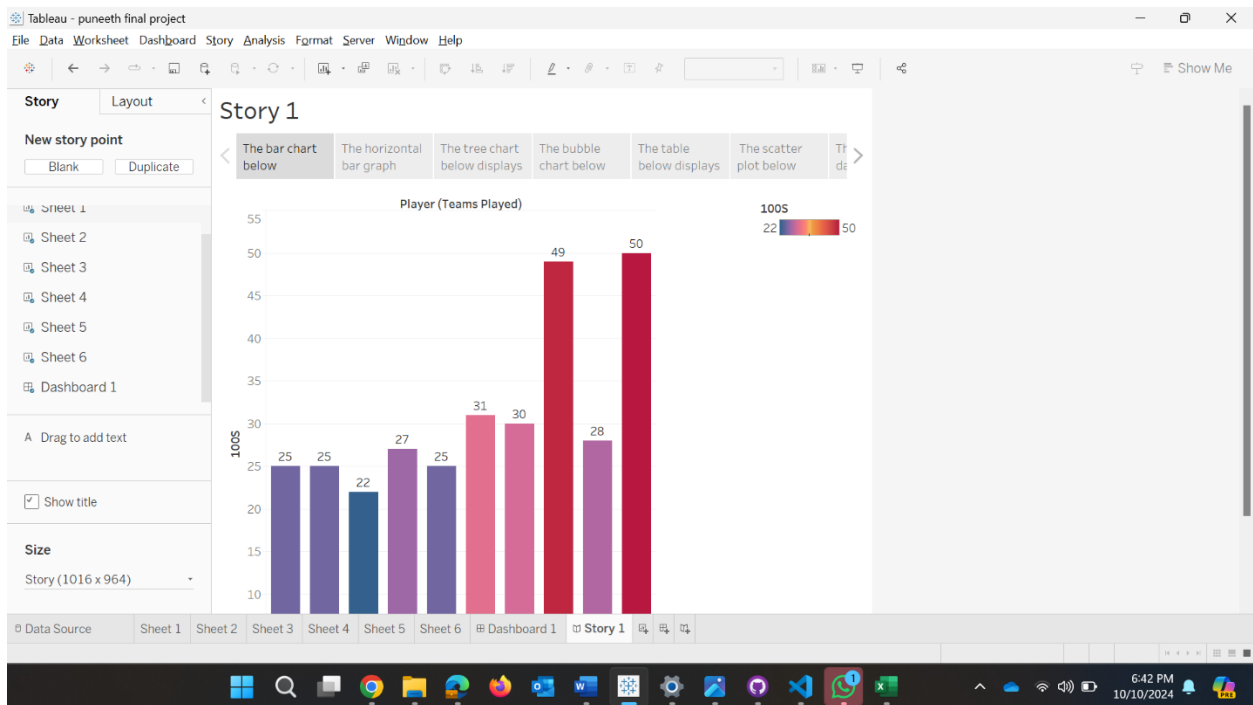 Tableau - puneeth final project
File Data Worksheet Dashboard Story Analysis Format Server Window Help
Show Me
Story Layout
New story point
Blank Duplicate
Sheet 1
Sheet 2
Sheet 3
Sheet 4
Sheet 5
Sheet 6
Dashboard 1
A Drag to add text
Show title
Size
Story (1016 x 964)
Story 1
The bar chart below
The horizontal bar graph
The tree chart below displays
The bubble chart below
The table below displays
The scatter plot below
Player (Teams Played)
100S
22 50
55
50
45
40
35
30
25
20
15
10
100S
25 25 22 27 25 31 30 49 28 50
Data Source Sheet 1 Sheet 2 Sheet 3 Sheet 4 Sheet 5 Sheet 6 Dashboard 1 Story 1
1
6:42 PM
10/10/2024
PRE